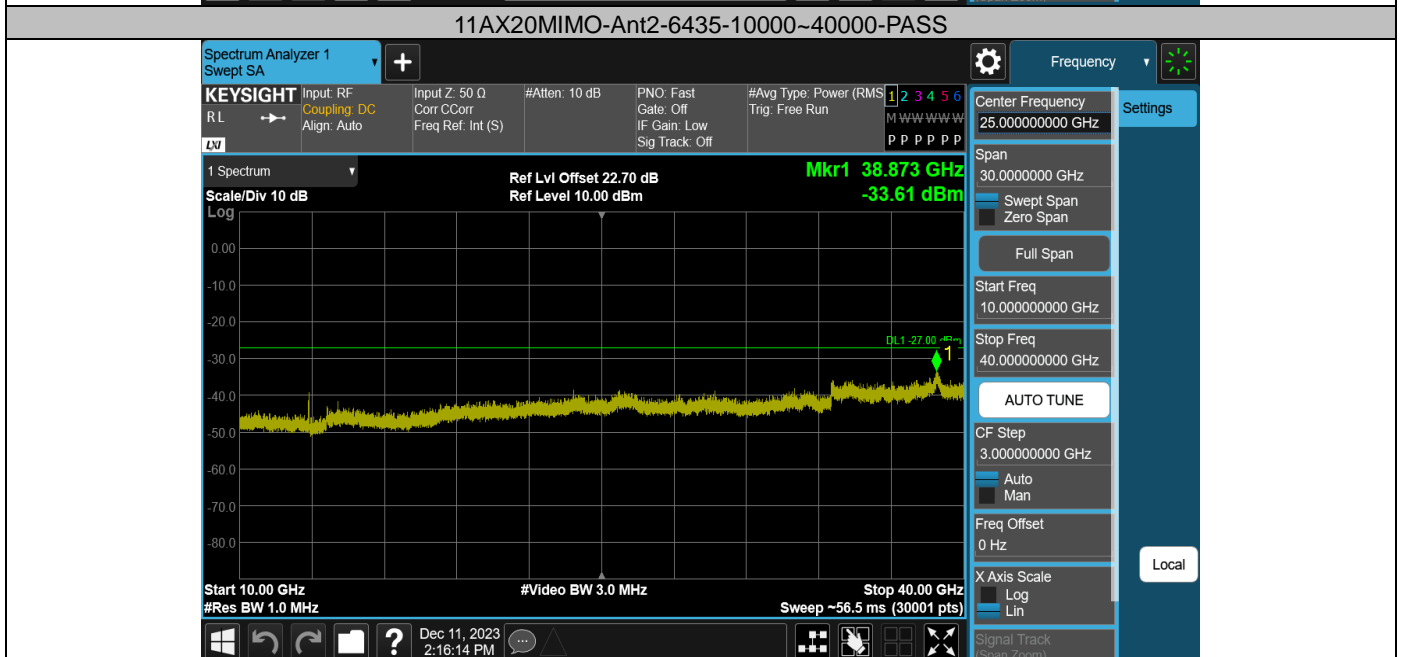 11AX20MIMO-Ant2-6435-10000~40000-PASS
Spectrum Analyzer 1
Swept SA
Frequency
KEYSIGHT
R L
LXI
Input: RF
Coupling: DC
Align: Auto
Input Z: 50 Ω
Corr CCorr
Freq Ref: Int (S)
#Atten: 10 dB
PNO: Fast
Gate: Off
IF Gain: Low
Sig Track: Off
#Avg Type: Power (RMS
Trig: Free Run
1 2 3 4 5 6
M W W W W W
P P P P P P
Center Frequency
25.000000000 GHz
Settings
1 Spectrum
Scale/Div 10 dB
Log
Ref Lvl Offset 22.70 dB
Ref Level 10.00 dBm
Mkr1 38.873 GHz
-33.61 dBm
Span
30.0000000 GHz
Swept Span
Zero Span
Full Span
Start Freq
10.000000000 GHz
Stop Freq
40.000000000 GHz
AUTO TUNE
CF Step
3.000000000 GHz
Auto
Man
Freq Offset
0 Hz
X Axis Scale
Log
Lin
Signal Track
(Span Zoom)
Local
0.00
-10.0
-20.0
-30.0
-40.0
-50.0
-60.0
-70.0
-80.0
DL1 -27.00 dBm
1
Start 10.00 GHz
#Res BW 1.0 MHz
#Video BW 3.0 MHz
Stop 40.00 GHz
Sweep ~56.5 ms (30001 pts)
?
Dec 11, 2023
2:16:14 PM